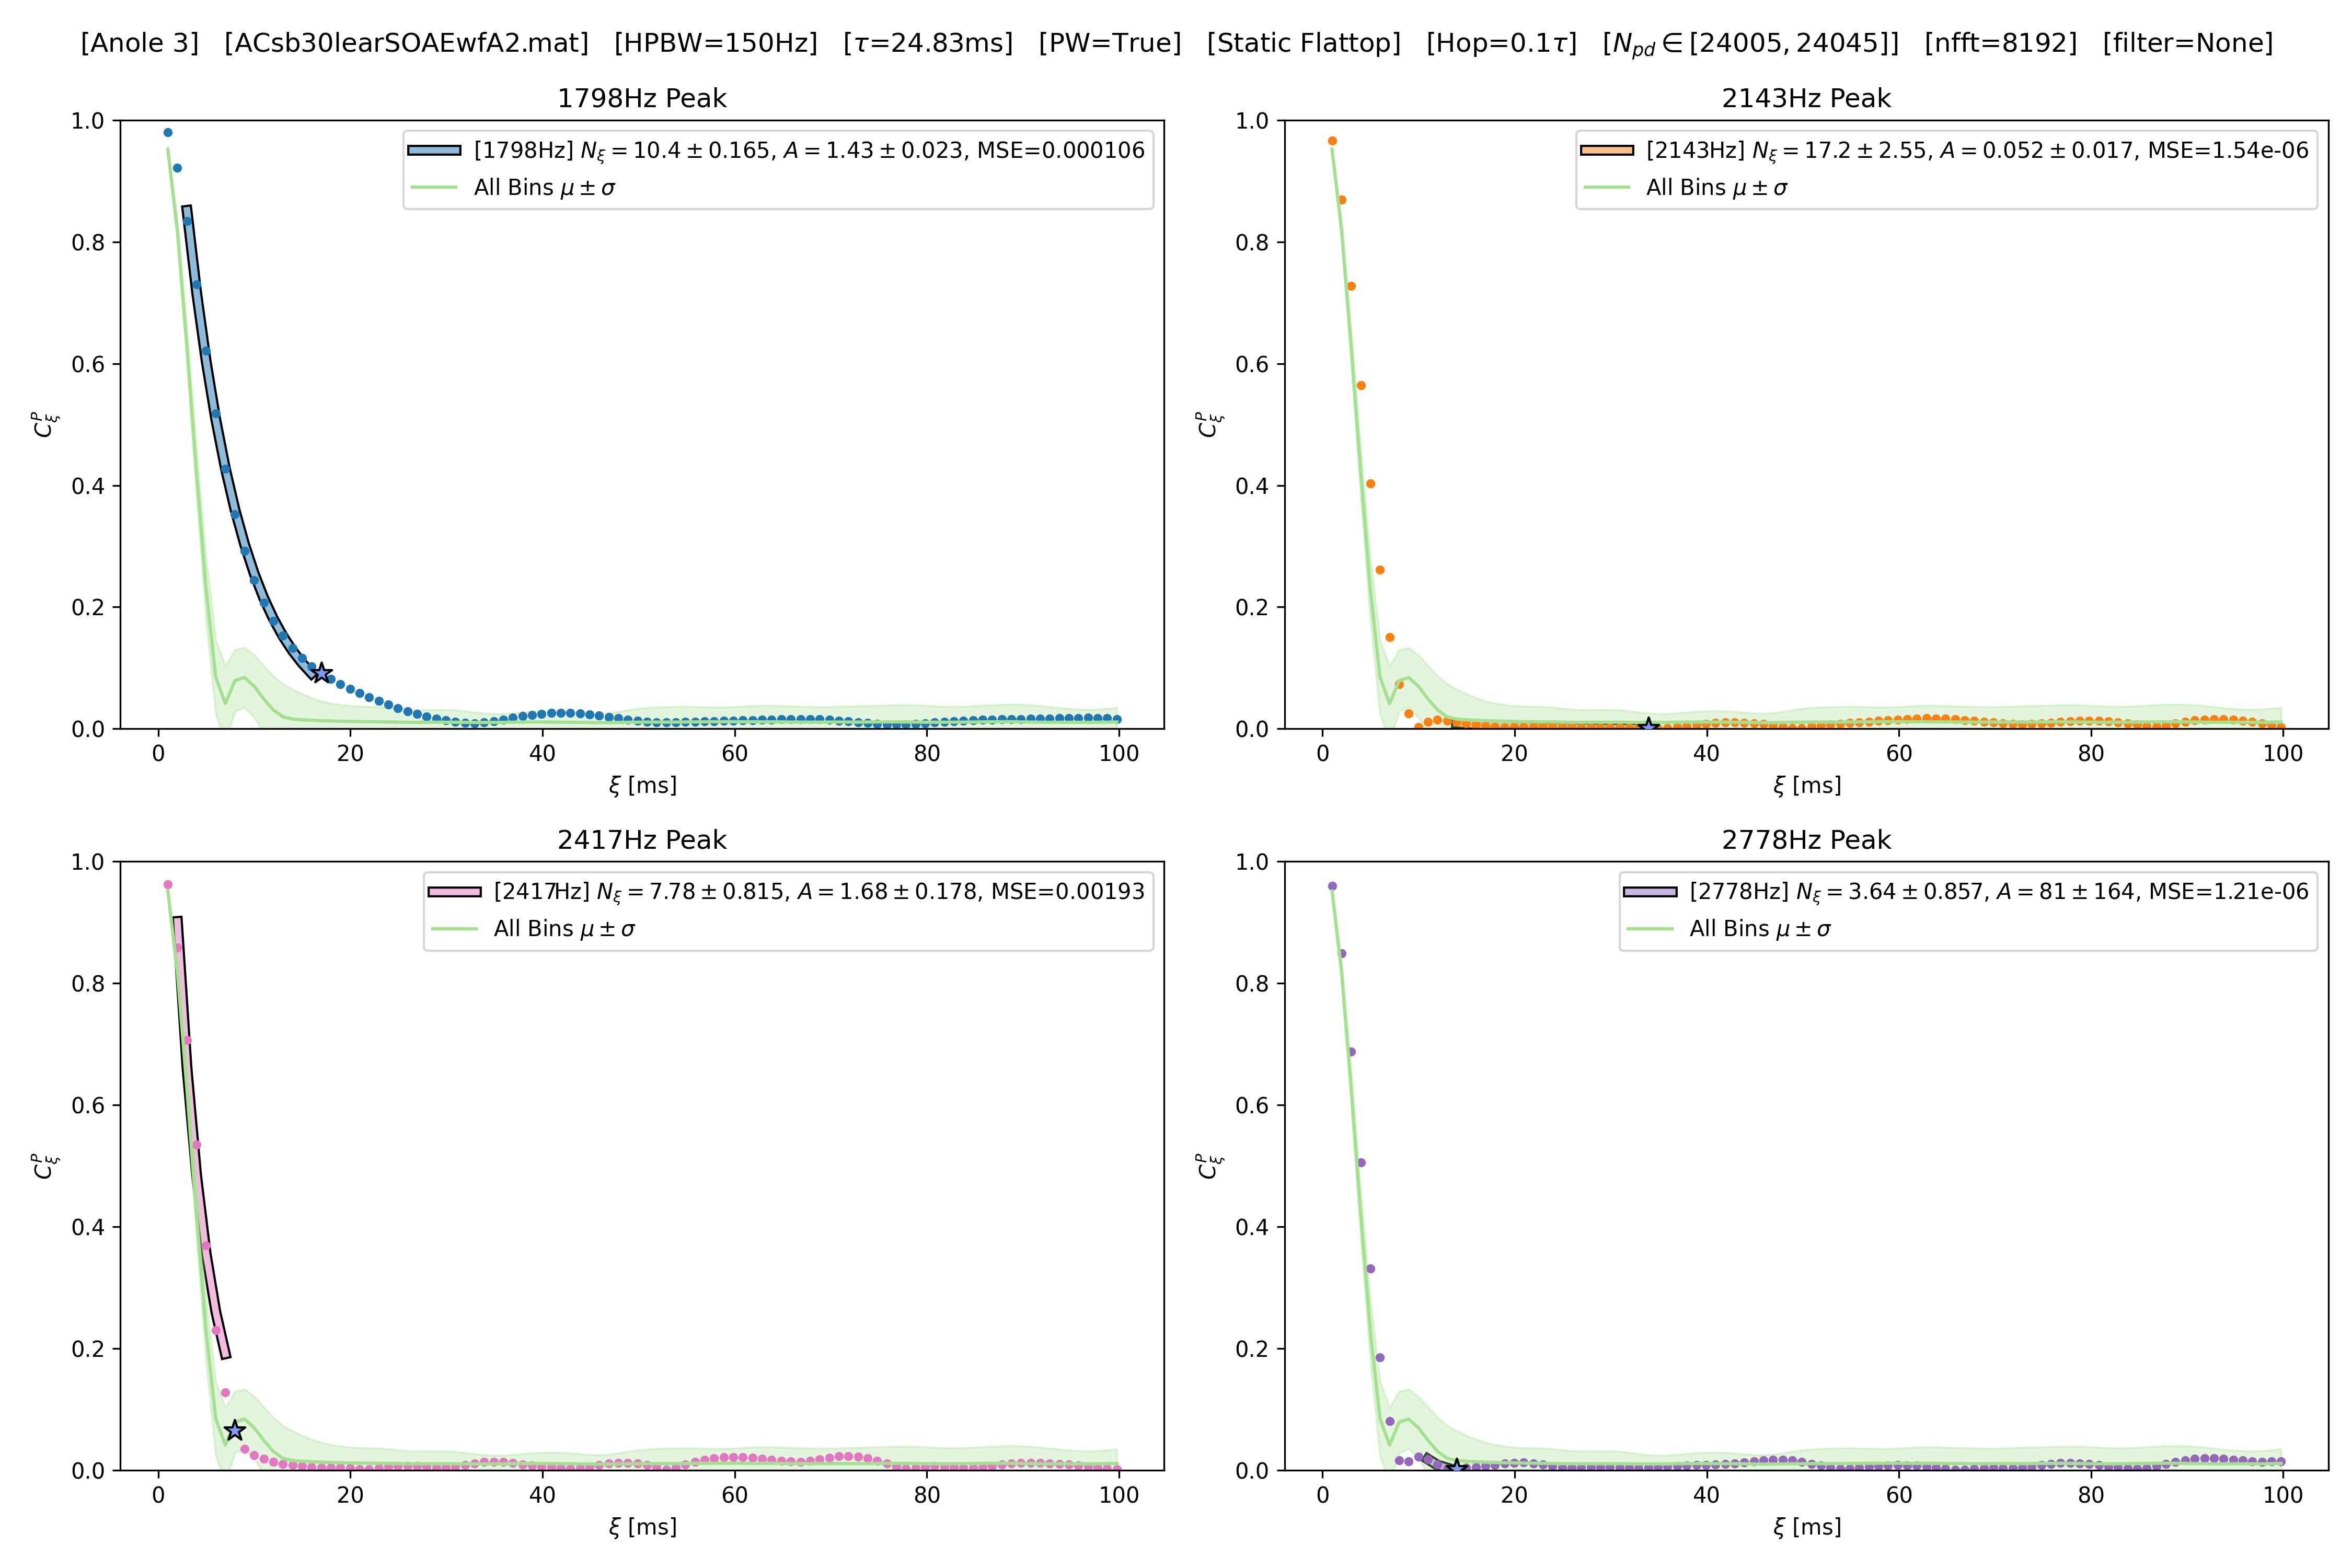 [Anole 3] [ACsb30learSOAEwfA2.mat] [HPBW=150Hz] [τ=24.83ms] [PW=True] [Static Flattop] [Hop=0.1τ] [N_pd ∈ [24005, 24045]] [nfft=8192] [filter=None]
1798Hz Peak
[1798Hz] N_ξ = 10.4 ± 0.165, A = 1.43 ± 0.023, MSE=0.000106
All Bins μ ± σ
C_ξ^P
1.0
0.8
0.6
0.4
0.2
0.0
0 20 40 60 80 100
ξ [ms]
2143Hz Peak
[2143Hz] N_ξ = 17.2 ± 2.55, A = 0.052 ± 0.017, MSE=1.54e-06
All Bins μ ± σ
C_ξ^P
1.0
0.8
0.6
0.4
0.2
0.0
0 20 40 60 80 100
ξ [ms]
2417Hz Peak
[2417Hz] N_ξ = 7.78 ± 0.815, A = 1.68 ± 0.178, MSE=0.00193
All Bins μ ± σ
C_ξ^P
1.0
0.8
0.6
0.4
0.2
0.0
0 20 40 60 80 100
ξ [ms]
2778Hz Peak
[2778Hz] N_ξ = 3.64 ± 0.857, A = 81 ± 164, MSE=1.21e-06
All Bins μ ± σ
C_ξ^P
1.0
0.8
0.6
0.4
0.2
0.0
0 20 40 60 80 100
ξ [ms]